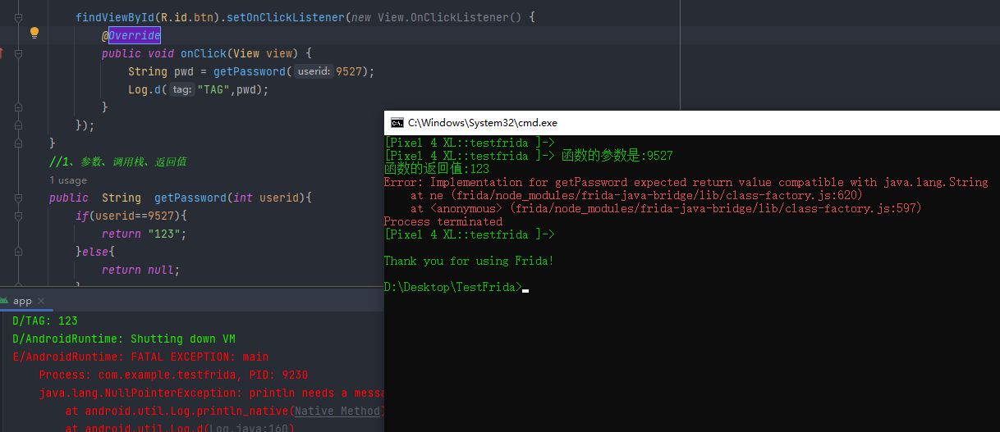 findViewById(R.id.btn).setOnClickListener(new View.OnClickListener() {
@Override
public void onClick(View view) {
String pwd = getPassword( userid: 9527);
Log.d( tag: "TAG",pwd);
}
});
}
//1、参数、调用栈、返回值
1 usage
public String getPassword(int userid){
if(userid==9527){
return "123";
}else{
return null;
app
D/TAG: 123
D/AndroidRuntime: Shutting down VM
E/AndroidRuntime: FATAL EXCEPTION: main
Process: com.example.testfrida, PID: 9230
java.lang.NullPointerException: println needs a messa
at android.util.Log.println_native(Native Method)
at android.util.Log.d(Log.java:160)
C:\Windows\System32\cmd.exe
[Pixel 4 XL::testfrida ]->
[Pixel 4 XL::testfrida ]-> 函数的参数是:9527
函数的返回值:123
Error: Implementation for getPassword expected return value compatible with java.lang.String
at ne (frida/node_modules/frida-java-bridge/lib/class-factory.js:620)
at <anonymous> (frida/node_modules/frida-java-bridge/lib/class-factory.js:597)
Process terminated
[Pixel 4 XL::testfrida ]->
Thank you for using Frida!
D:\Desktop\TestFrida>